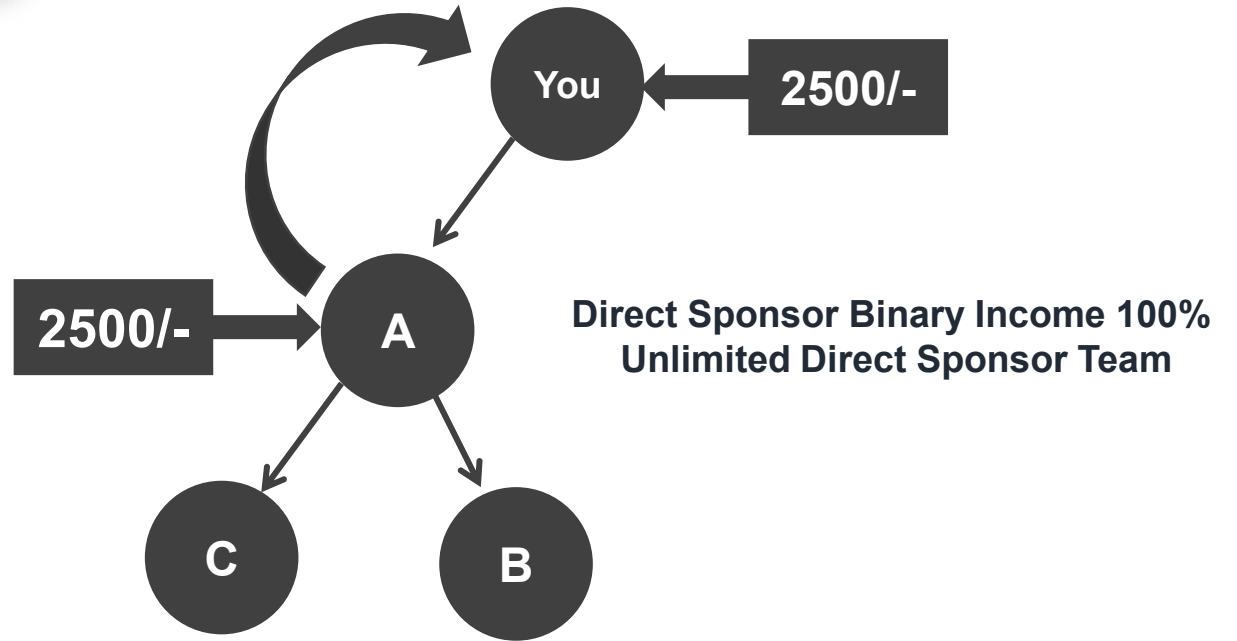 You
2500/-
2500/-
A
Direct Sponsor Binary Income 100%
Unlimited Direct Sponsor Team
C
B